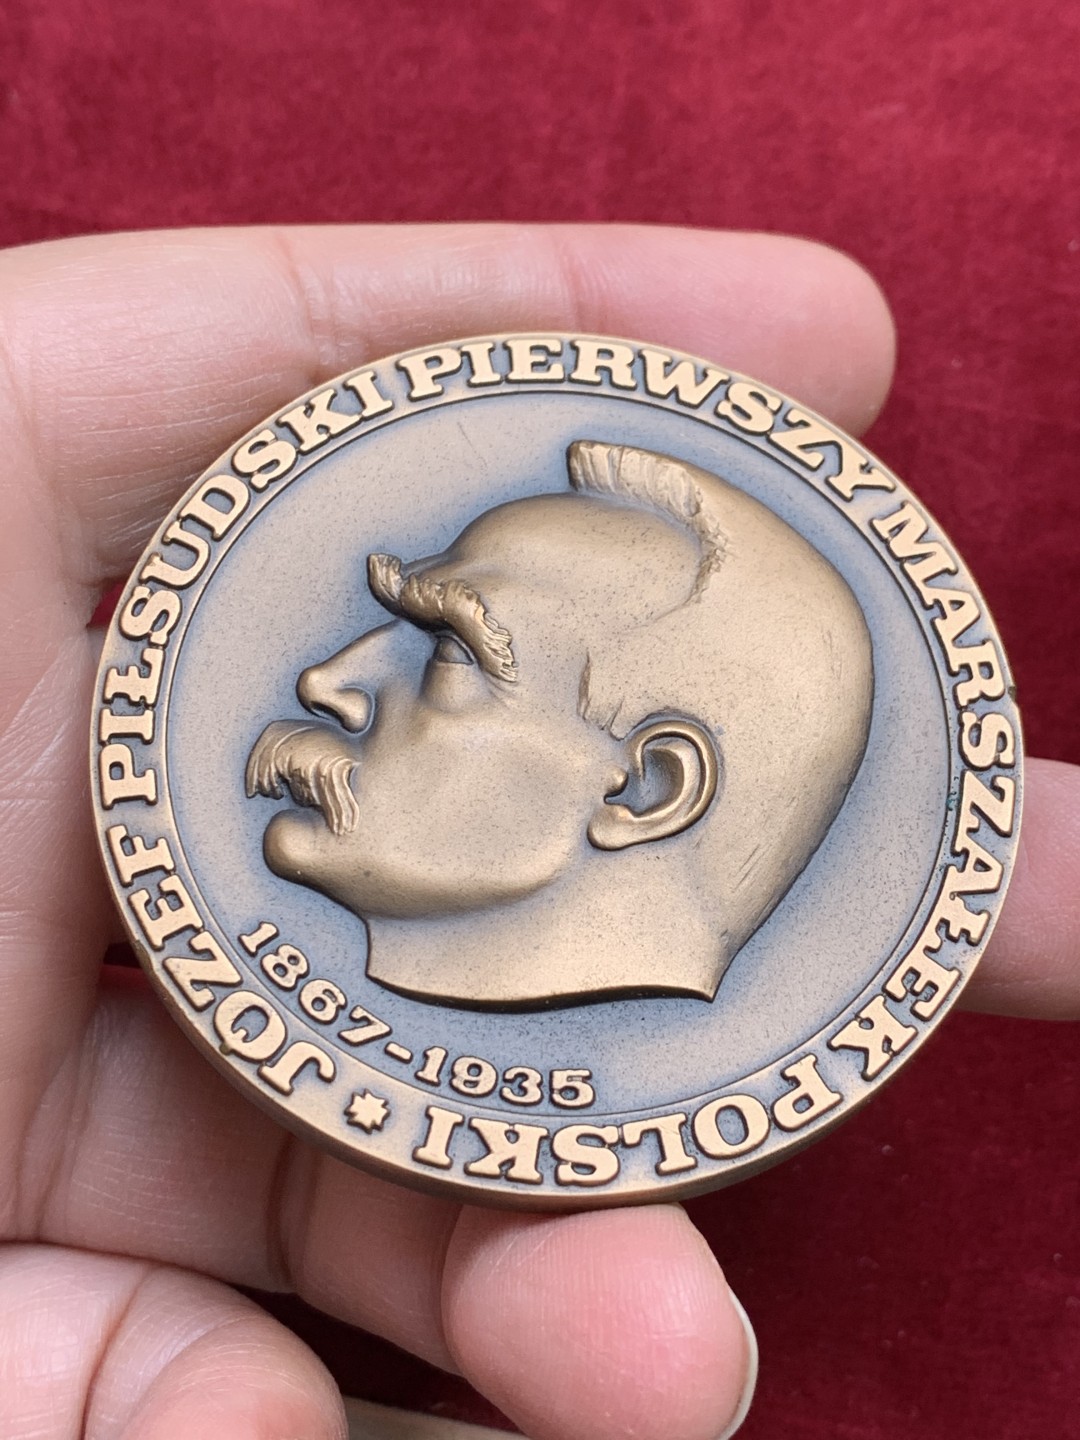 JÓZEF PIŁSUDSKI PIERWSZY MARSZAŁEK POLSKI
1867-1935